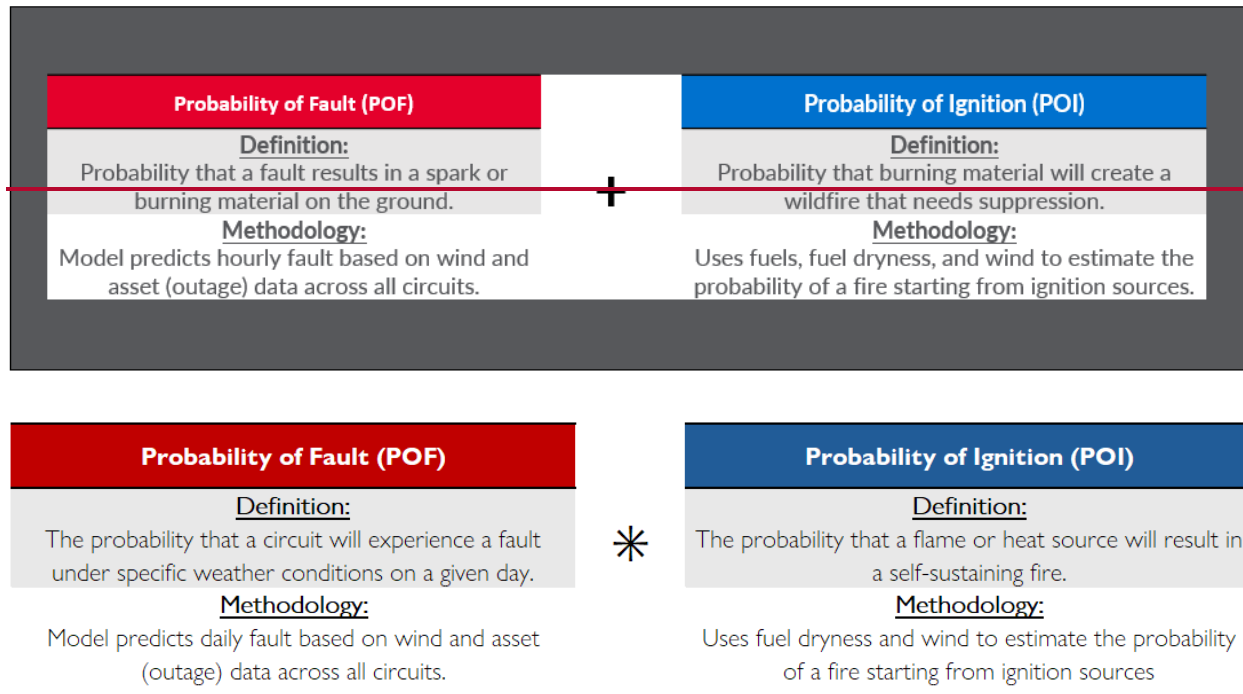 Probability of Fault (POF)
Definition:
Probability that a fault results in a spark or
burning material on the ground.
Methodology:
Model predicts hourly fault based on wind and
asset (outage) data across all circuits.
+
Probability of Ignition (POI)
Definition:
Probability that burning material will create a
wildfire that needs suppression.
Methodology:
Uses fuels, fuel dryness, and wind to estimate the
probability of a fire starting from ignition sources.
Probability of Fault (POF)
Definition:
The probability that a circuit will experience a fault
under specific weather conditions on a given day.
Methodology:
Model predicts daily fault based on wind and asset
(outage) data across all circuits.
*
Probability of Ignition (POI)
Definition:
The probability that a flame or heat source will result in
a self-sustaining fire.
Methodology:
Uses fuel dryness and wind to estimate the probability
of a fire starting from ignition sources